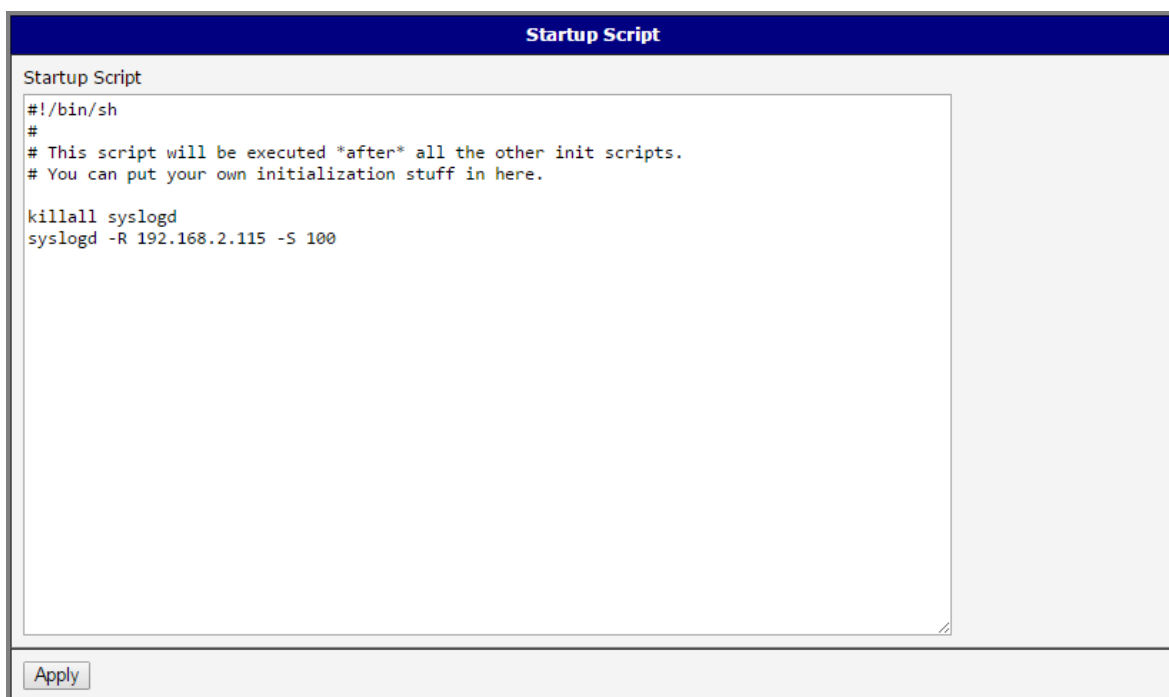 Startup Script
Startup Script
#!/bin/sh
#
# This script will be executed *after* all the other init scripts.
# You can put your own initialization stuff in here.
killall syslogd
syslogd -R 192.168.2.115 -S 100
Apply